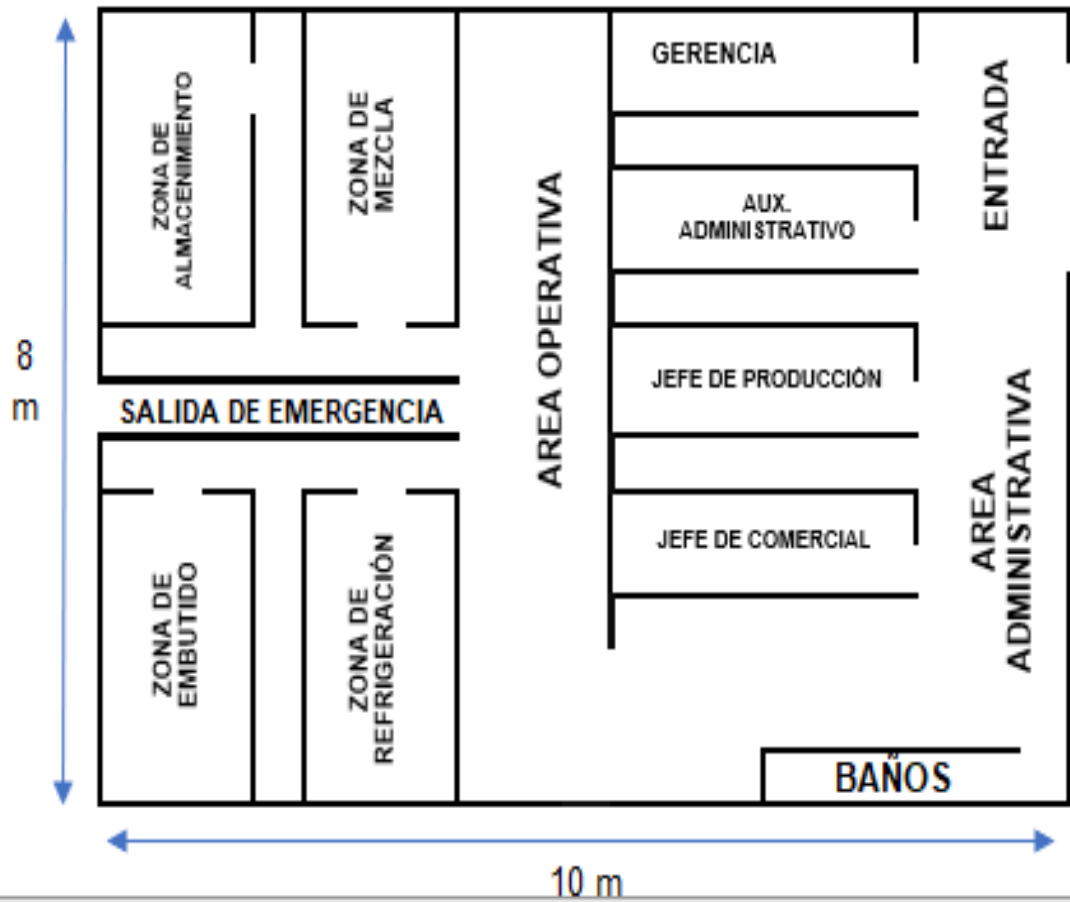 ZONA DE
ALMACENIMIENTO
ZONA DE
MEZCLA
AREA OPERATIVA
GERENCIA
ENTRADA
AUX.
ADMINISTRATIVO
JEFE DE PRODUCCIÓN
8
m
SALIDA DE EMERGENCIA
AREA
ADMINISTRATIVA
JEFE DE COMERCIAL
ZONA DE
EMBUTIDO
ZONA DE
REFRIGERACIÓN
BAÑOS
10 m